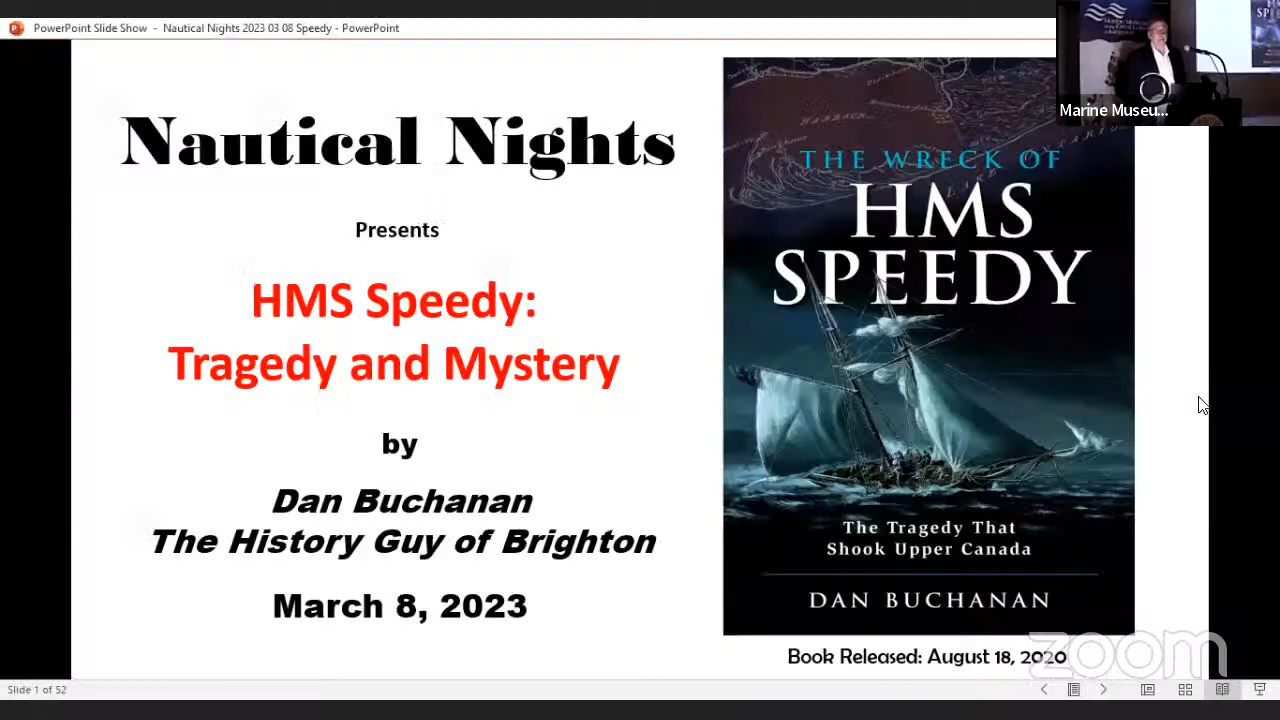 PowerPoint Slide Show - Nautical Nights 2023 03 08 Speedy - PowerPoint
Marine Museu...
Nautical Nights
Presents
HMS Speedy:
Tragedy and Mystery
by
Dan Buchanan
The History Guy of Brighton
March 8, 2023
THE WRECK OF
HMS
SPEEDY
The Tragedy That
Shook Upper Canada
DAN BUCHANAN
Book Released: August 18, 2020
zoom
Slide 1 of 52